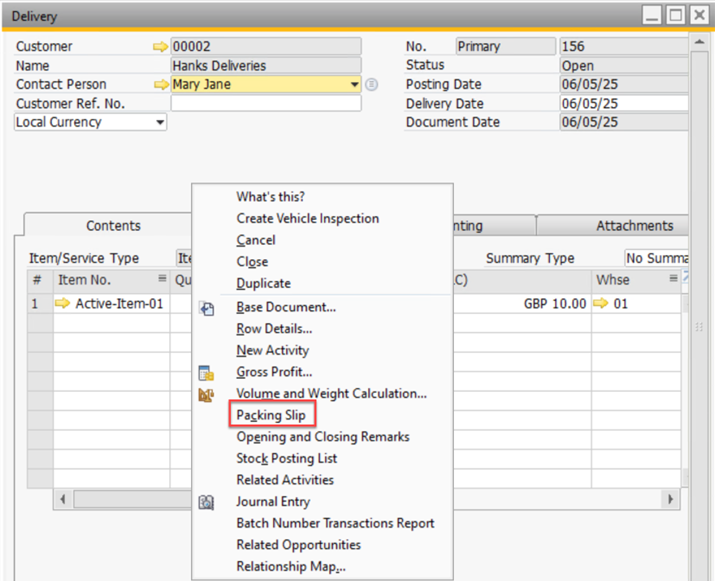 Delivery
Customer 00002 No. Primary 156
Name Hanks Deliveries Status Open
Contact Person Mary Jane Posting Date 06/05/25
Customer Ref. No. Delivery Date 06/05/25
Local Currency Document Date 06/05/25
Contents nting Attachments
Item/Service Type Ite Summary Type No Summa
# Item No. Qu C) Whse
1 Active-Item-01 GBP 10.00 01
What's this?
Create Vehicle Inspection
Cancel
Close
Duplicate
Base Document...
Row Details...
New Activity
Gross Profit...
Volume and Weight Calculation...
Packing Slip
Opening and Closing Remarks
Stock Posting List
Related Activities
Journal Entry
Batch Number Transactions Report
Related Opportunities
Relationship Map...